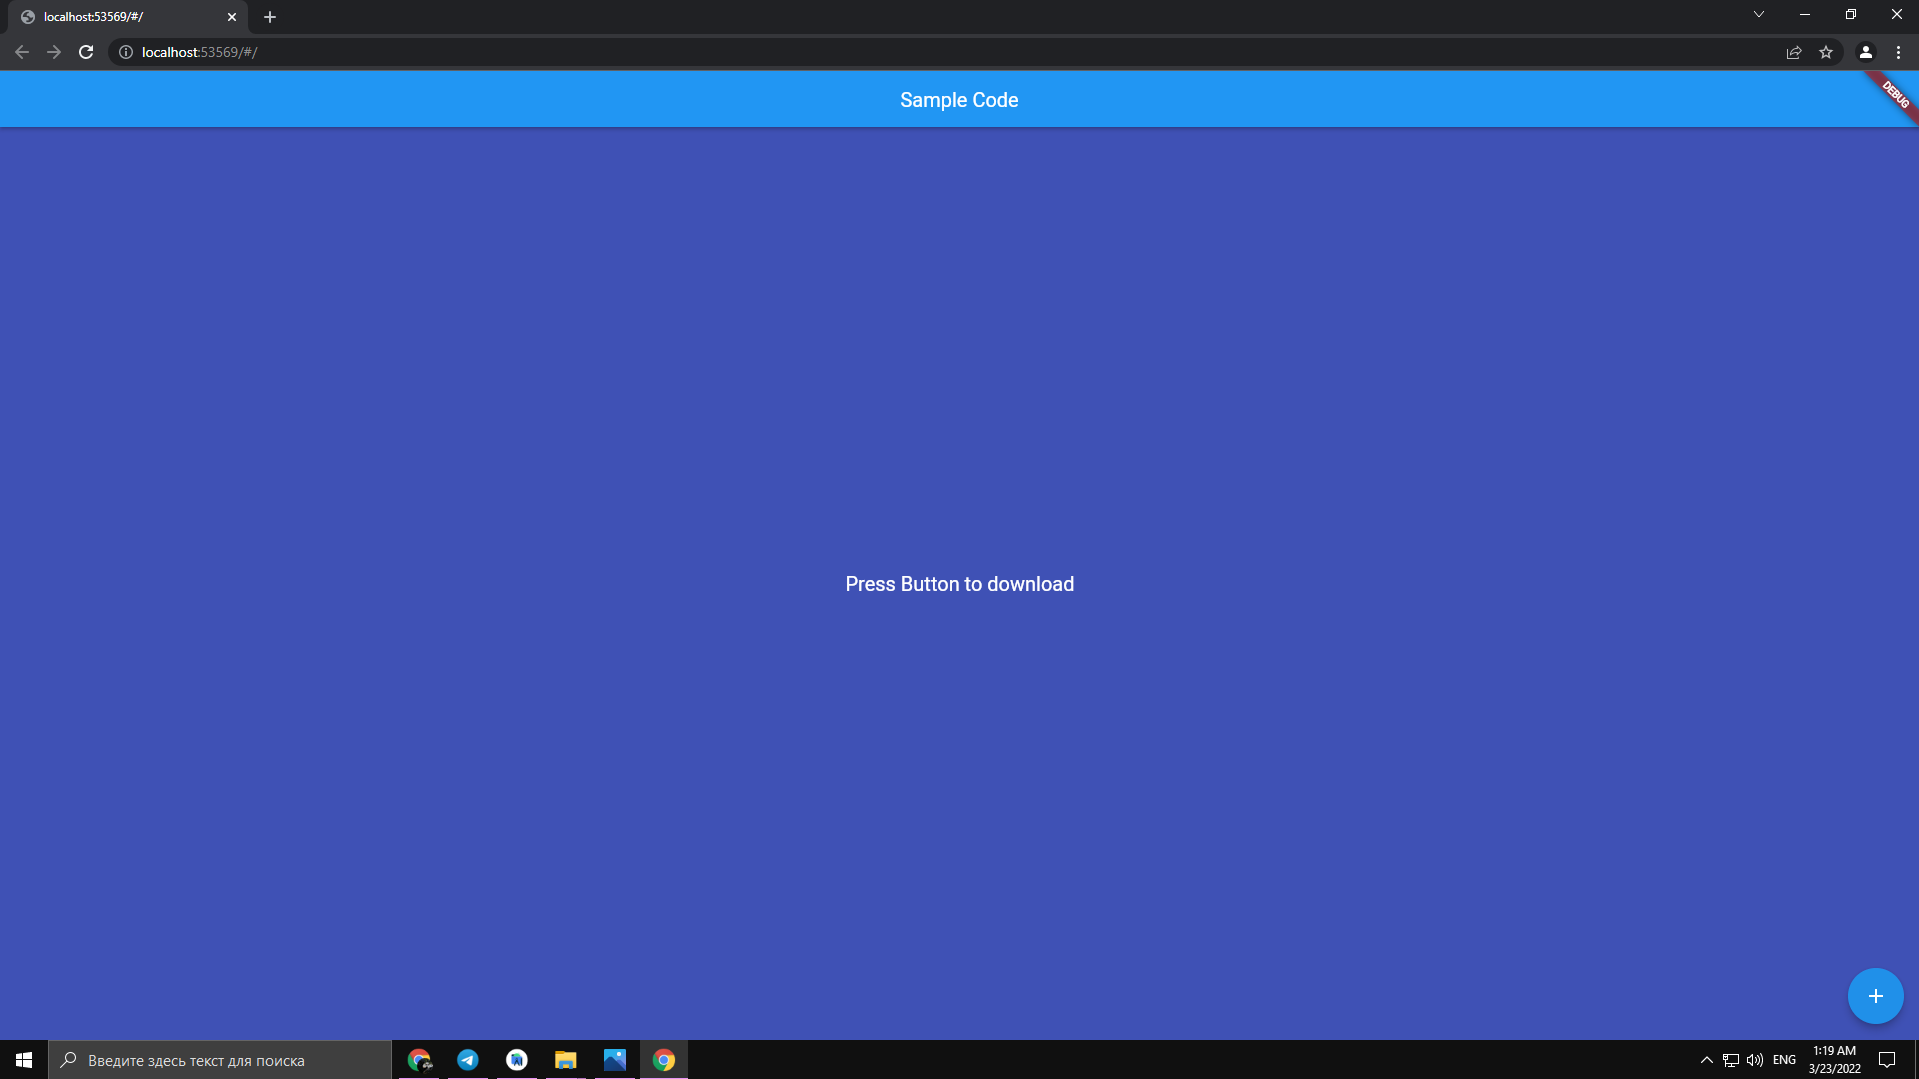 localhost:53569/#/
localhost:53569/#/
Sample Code
DEBUG
Press Button to download
Введите здесь текст для поиска
ENG
1:19 AM
3/23/2022